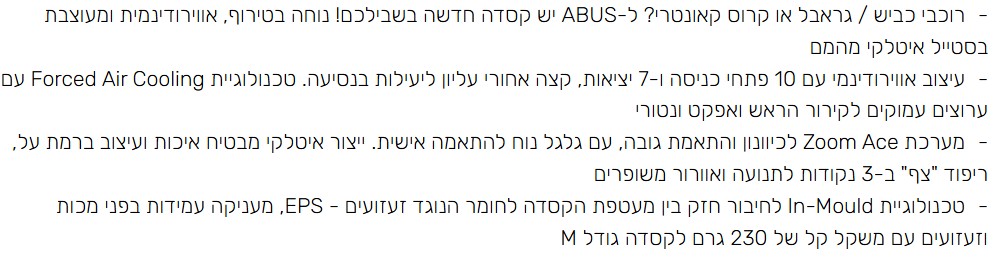 - רוכבי כביש / גראבל או קרוס קאונטרי? ל-ABUS יש קסדה חדשה בשבילכם! נוחה בטירוף, אווירודינמית ומעוצבת
בסטייל איטלקי מהמם
- עיצוב אווירודינמי עם 10 פתחי כניסה ו-7 יציאות, קצה אחורי עליון ליעילות בנסיעה. טכנולוגיית Forced Air Cooling עם
ערוצים עמוקים לקירור הראש ואפקט ונטורי
- מערכת Zoom Ace לכיוונון והתאמת גובה, עם גלגל נוח להתאמה אישית. ייצור איטלקי מבטיח איכות ועיצוב ברמת על,
ריפוד "צף" ב-3 נקודות לתנועה ואוורור משופרים
- טכנולוגיית In-Mould לחיבור חזק בין מעטפת הקסדה לחומר הנוגד זעזועים - EPS, מעניקה עמידות בפני מכות
וזעזועים עם משקל קל של 230 גרם לקסדה גודל M